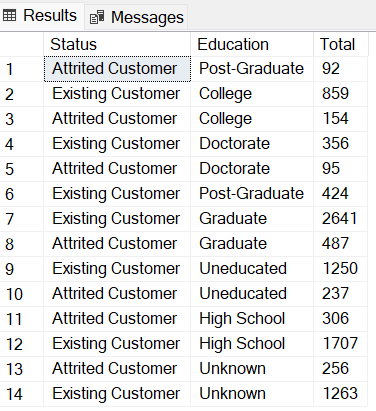 Results Messages
Status Education Total
1 Attrited Customer Post-Graduate 92
2 Existing Customer College 859
3 Attrited Customer College 154
4 Existing Customer Doctorate 356
5 Attrited Customer Doctorate 95
6 Existing Customer Post-Graduate 424
7 Existing Customer Graduate 2641
8 Attrited Customer Graduate 487
9 Existing Customer Uneducated 1250
10 Attrited Customer Uneducated 237
11 Attrited Customer High School 306
12 Existing Customer High School 1707
13 Attrited Customer Unknown 256
14 Existing Customer Unknown 1263